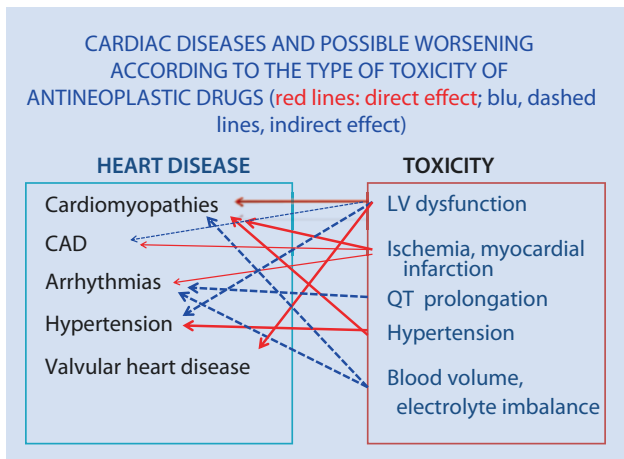 CARDIAC DISEASES AND POSSIBLE WORSENING
ACCORDING TO THE TYPE OF TOXICITY OF
ANTINEOPLASTIC DRUGS (red lines: direct effect; blu, dashed
lines, indirect effect)
HEART DISEASE
Cardiomyopathies
CAD
Arrhythmias
Hypertension
Valvular heart disease
TOXICITY
LV dysfunction
Ischemia, myocardial
infarction
QT prolongation
Hypertension
Blood volume,
electrolyte imbalance